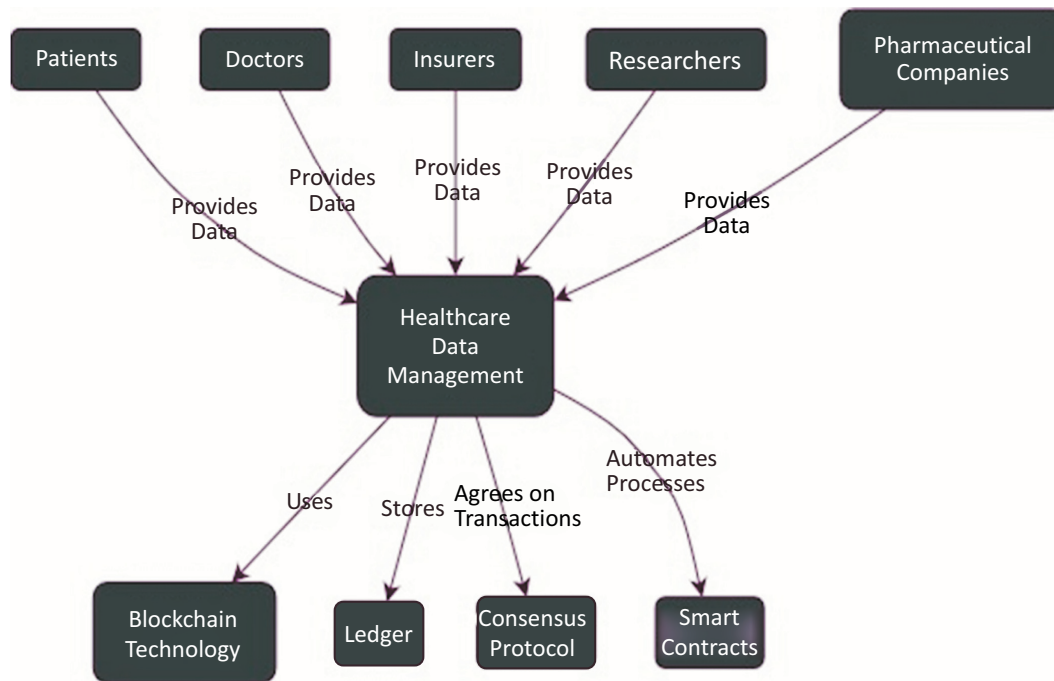 Patients
Doctors
Insurers
Researchers
Pharmaceutical
Companies
Provides
Data
Provides
Data
Provides
Data
Provides
Data
Provides
Data
Healthcare
Data
Management
Uses
Stores
Agrees on
Transactions
Automates
Processes
Blockchain
Technology
Ledger
Consensus
Protocol
Smart
Contracts